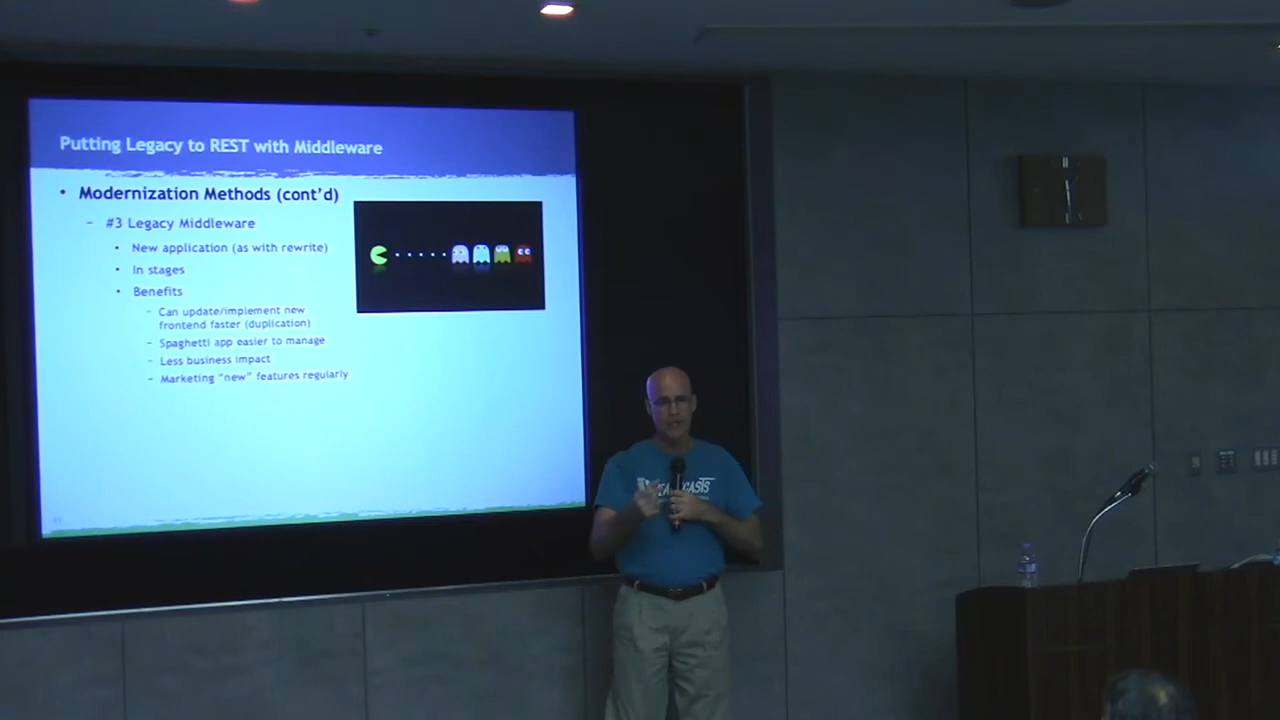 Putting Legacy to REST with Middleware
• Modernization Methods (cont'd)
– #3 Legacy Middleware
• New application (as with rewrite)
• In stages
• Benefits
– Can update/implement new
frontend faster (duplication)
– Spaghetti app easier to manage
– Less business impact
– Marketing "new" features regularly